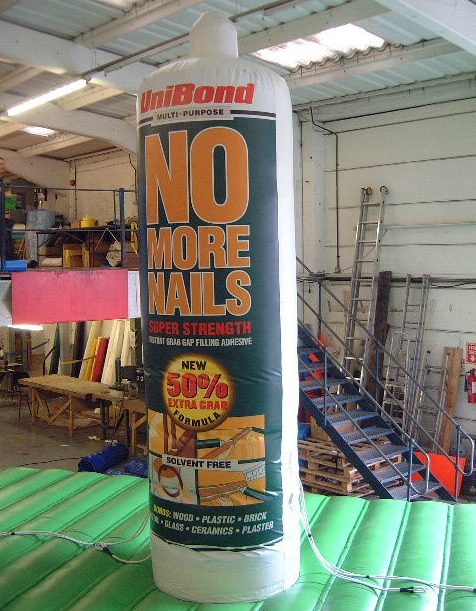 UniBond
MULTI-PURPOSE
NO
MORE
NAILS
SUPER STRENGTH
INSTANT GRAB GAP FILLING ADHESIVE
NEW
50%
EXTRA GRAB
FORMULA
SOLVENT FREE
BONDS: WOOD • PLASTIC • BRICK
• GLASS • CERAMICS • PLASTER